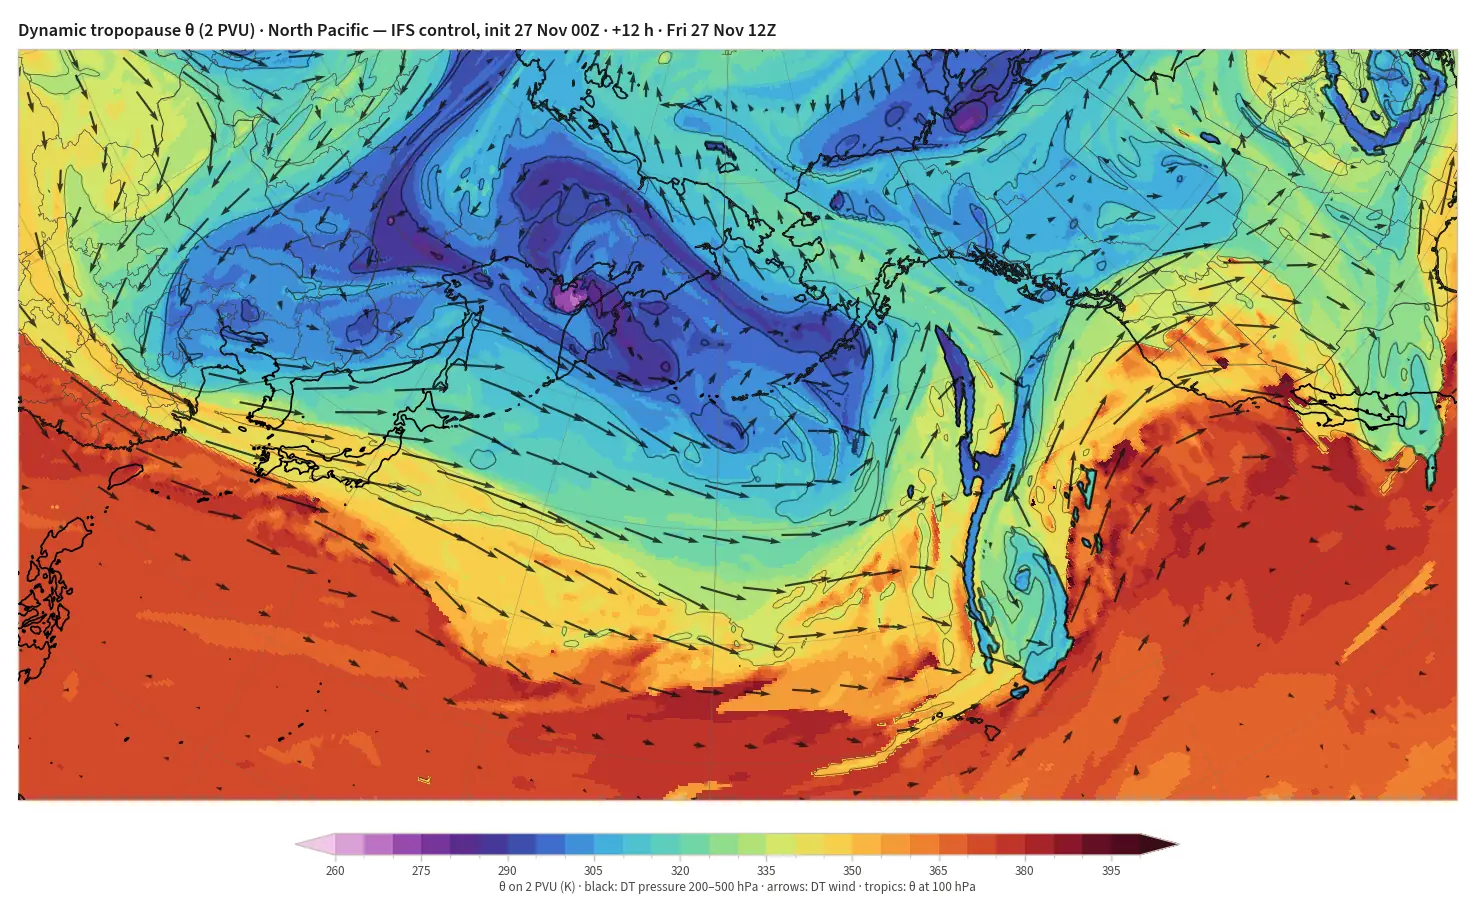 Dynamic tropopause θ (2 PVU) · North Pacific — IFS control, init 27 Nov 00Z · +12 h · Fri 27 Nov 12Z
260 275 290 305 320 335 350 365 380 395
θ on 2 PVU (K) · black: DT pressure 200–500 hPa · arrows: DT wind · tropics: θ at 100 hPa